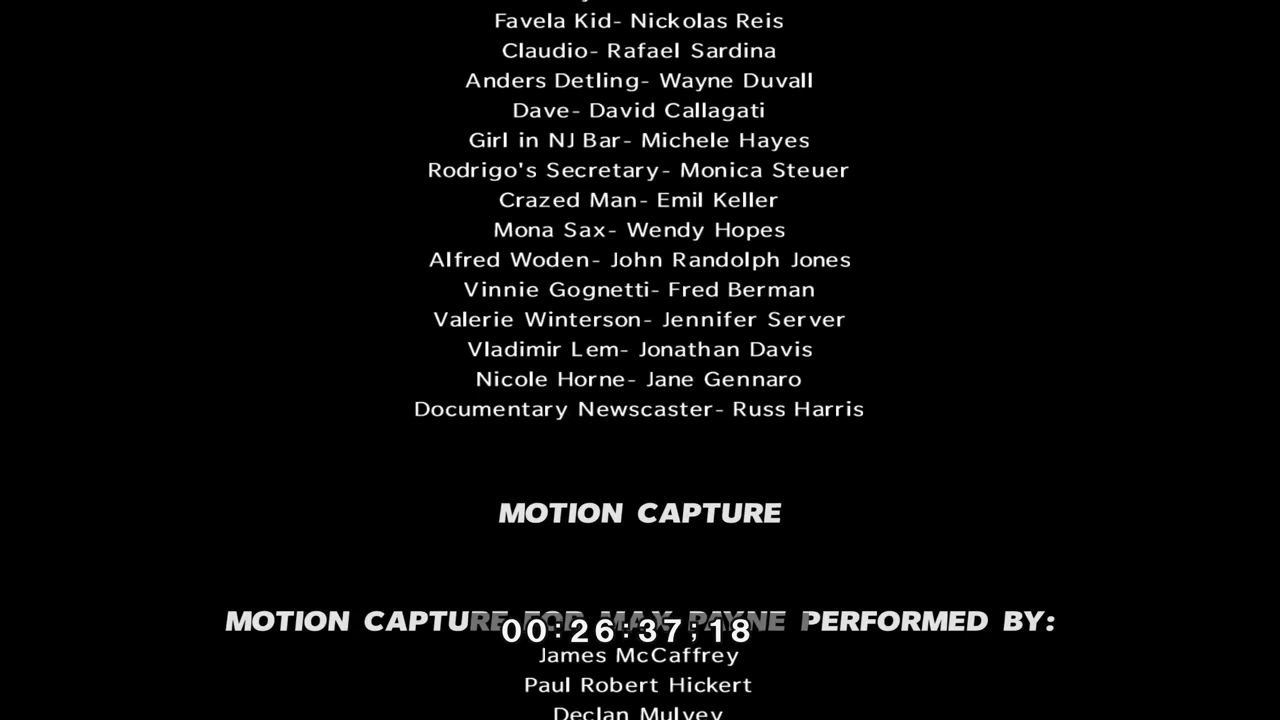 Favela Kid- Nickolas Reis
Claudio- Rafael Sardina
Anders Detling- Wayne Duvall
Dave- David Callagati
Girl in NJ Bar- Michele Hayes
Rodrigo's Secretary- Monica Steuer
Crazed Man- Emil Keller
Mona Sax- Wendy Hopes
Alfred Woden- John Randolph Jones
Vinnie Gognetti- Fred Berman
Valerie Winterson- Jennifer Server
Vladimir Lem- Jonathan Davis
Nicole Horne- Jane Gennaro
Documentary Newscaster- Russ Harris
MOTION CAPTURE
MOTION CAPTURE FOR MAX PAYNE PERFORMED BY:
00:26:37;18
James McCaffrey
Paul Robert Hickert
Declan Mulvey